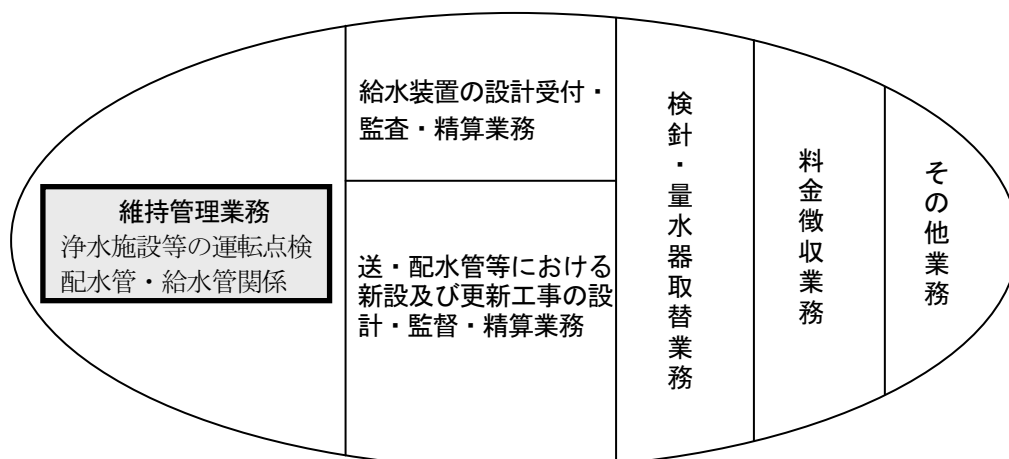 維持管理業務
浄水施設等の運転点検
配水管・給水管関係
給水装置の設計受付・
監査・精算業務
送・配水管等における
新設及び更新工事の設
計・監督・精算業務
検針・量水器取替業務
料金徴収業務
その他業務